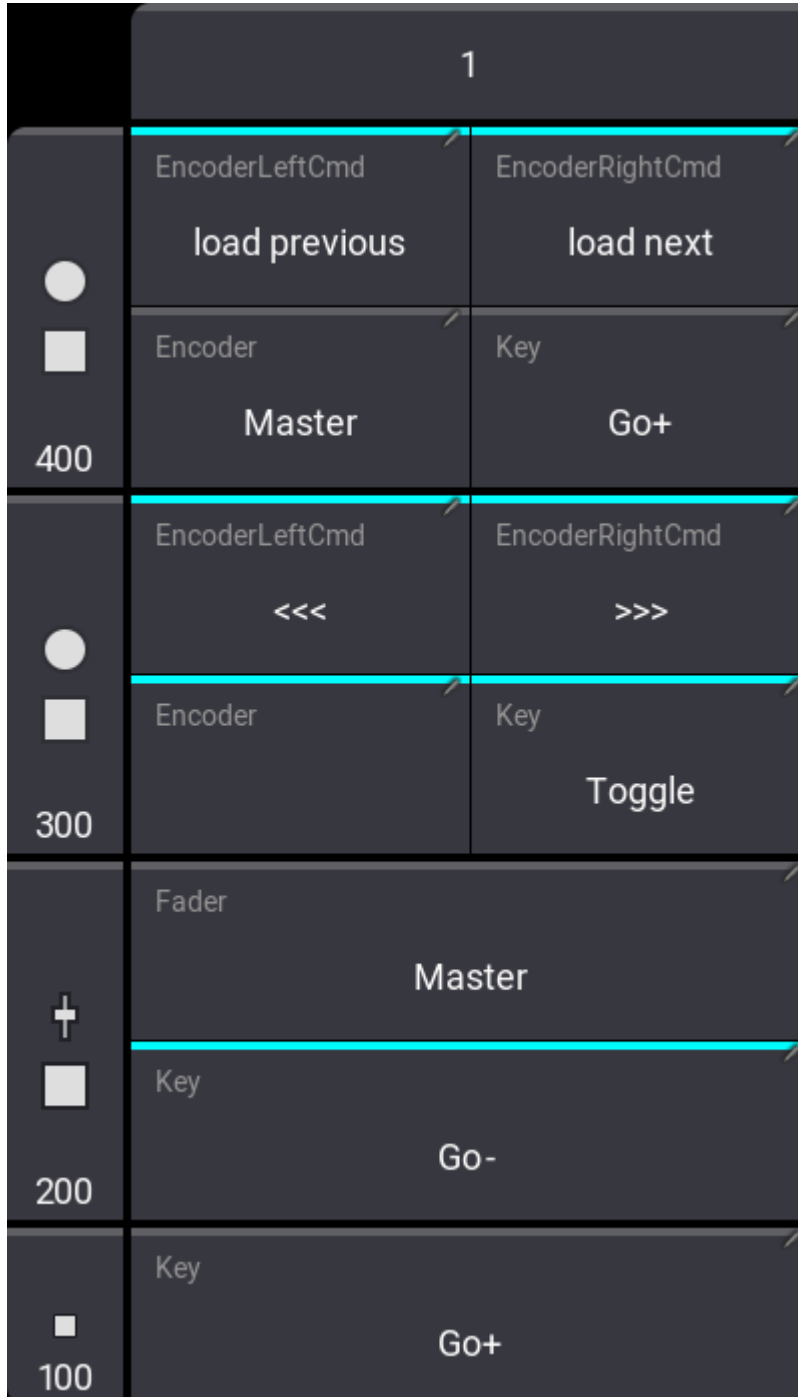 1
EncoderLeftCmd EncoderRightCmd
load previous load next
Encoder Key
Master Go+
400
EncoderLeftCmd EncoderRightCmd
<<< >>>
Encoder Key
Toggle
300
Fader
Master
Key
Go-
200
Key
Go+
100